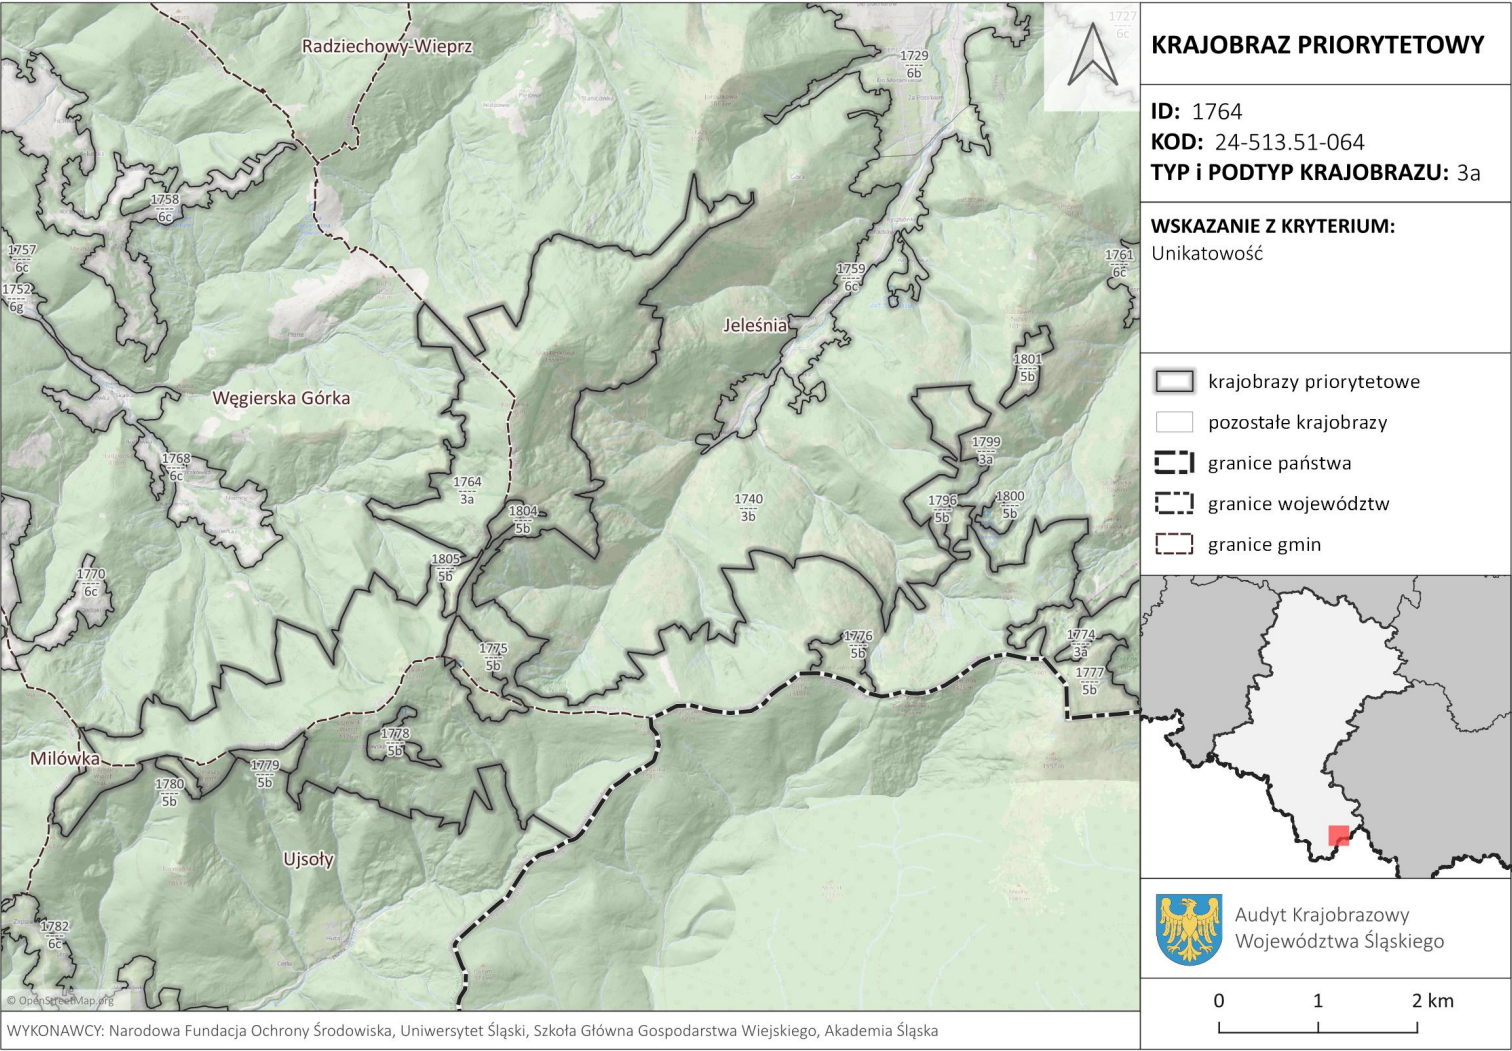 Radziechowy-Wieprz
1729
6b
1727
6c
1758
6c
1757
6c
1752
6g
1759
6c
1761
6c
Jeleśnia
1801
5b
Węgierska Górka
1799
3a
1768
6c
1764
3a
1740
3b
1796
5b
1800
5b
1804
5b
1805
5b
1770
6c
1775
5b
1776
5b
1774
3a
1777
5b
1778
5b
Milówka
1779
5b
1780
5b
Ujsoły
1782
6c
© OpenStreetMap.org
WYKONAWCY: Narodowa Fundacja Ochrony Środowiska, Uniwersytet Śląski, Szkoła Główna Gospodarstwa Wiejskiego, Akademia Śląska
KRAJOBRAZ PRIORYTETOWY
ID: 1764
KOD: 24-513.51-064
TYP i PODTYP KRAJOBRAZU: 3a
WSKAZANIE Z KRYTERIUM:
Unikatowość
krajobrazy priorytetowe
pozostałe krajobrazy
granice państwa
granice województw
granice gmin
Audyt Krajobrazowy
Województwa Śląskiego
0 1 2 km